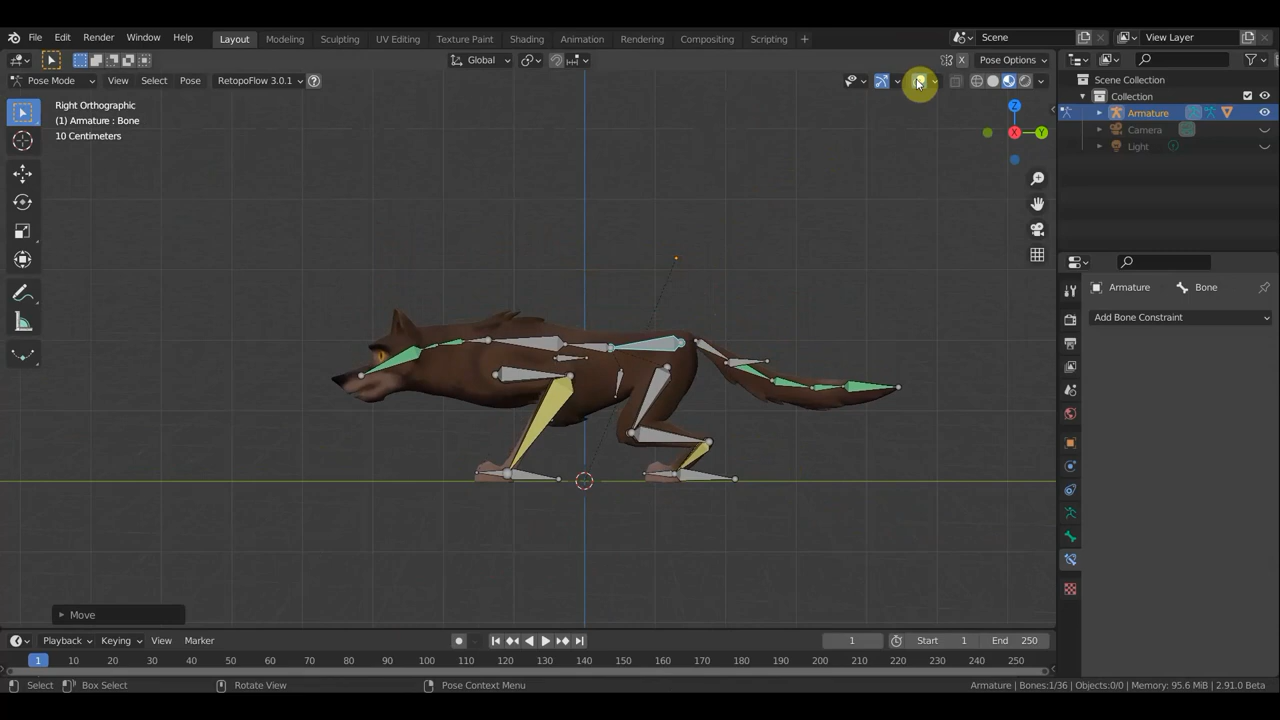 File Edit Render Window Help Layout Modeling Sculpting UV Editing Texture Paint Shading Animation Rendering Compositing Scripting + Scene View Layer
Global Pose Options
Pose Mode View Select Pose RetopoFlow 3.0.1 ?
X
Right Orthographic
(1) Armature : Bone
10 Centimeters
Z
X
Y
Scene Collection
Collection
Armature
Camera
Light
Armature Bone
Add Bone Constraint
Move
Playback Keying View Marker 1 Start 1 End 250
1 10 20 30 40 50 60 70 80 90 100 110 120 130 140 150 160 170 180 190 200 210 220 230 240 250
Select Box Select Rotate View Pose Context Menu Armature | Bones:1/36 | Objects:0/0 | Memory: 95.6 MiB | 2.91.0 Beta